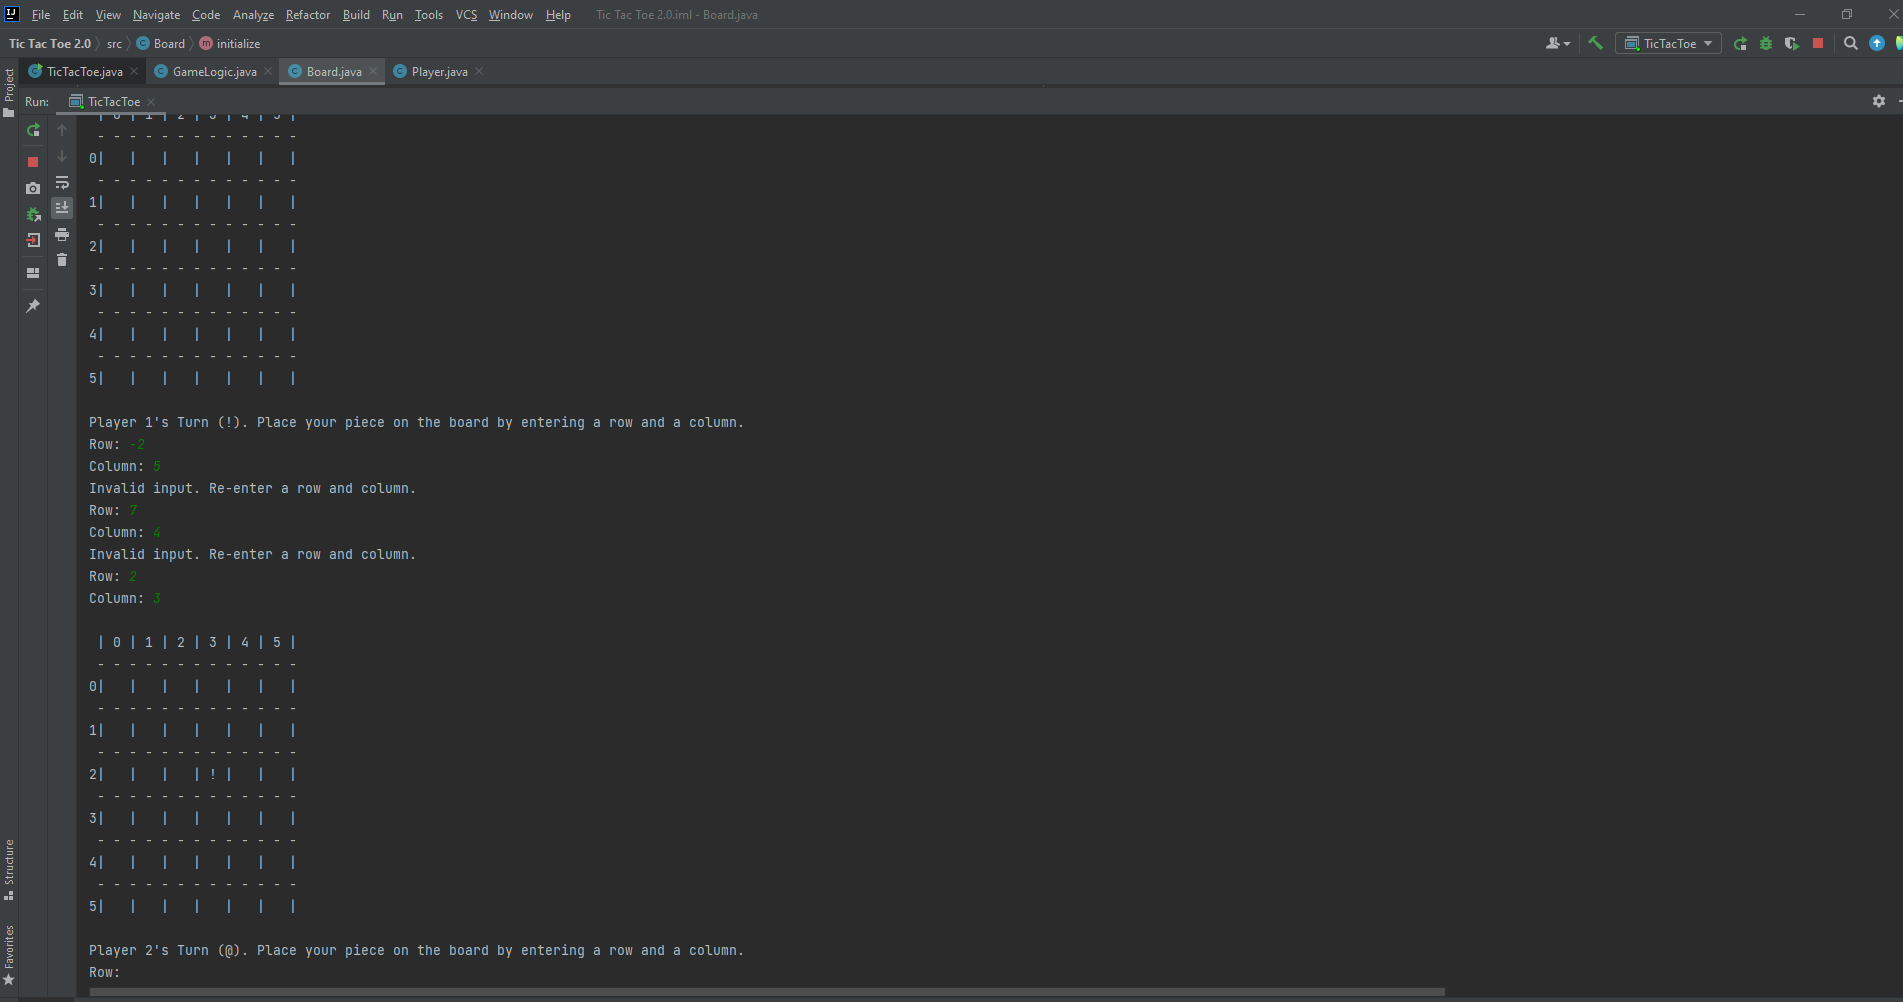 File Edit View Navigate Code Analyze Refactor Build Run Tools VCS Window Help Tic Tac Toe 2.0.iml - Board.java
Tic Tac Toe 2.0 src Board initialize TicTacToe
TicTacToe.java GameLogic.java Board.java Player.java
Project
Run: TicTacToe
| 0 | 1 | 2 | 3 | 4 | 5 |
- - - - - - - - - - - - -
0|   |   |   |   |   |   |
- - - - - - - - - - - - -
1|   |   |   |   |   |   |
- - - - - - - - - - - - -
2|   |   |   |   |   |   |
- - - - - - - - - - - - -
3|   |   |   |   |   |   |
- - - - - - - - - - - - -
4|   |   |   |   |   |   |
- - - - - - - - - - - - -
5|   |   |   |   |   |   |
Player 1's Turn (!). Place your piece on the board by entering a row and a column.
Row: -2
Column: 5
Invalid input. Re-enter a row and column.
Row: 7
Column: 4
Invalid input. Re-enter a row and column.
Row: 2
Column: 3
| 0 | 1 | 2 | 3 | 4 | 5 |
- - - - - - - - - - - - -
0|   |   |   |   |   |   |
- - - - - - - - - - - - -
1|   |   |   |   |   |   |
- - - - - - - - - - - - -
2|   |   |   | ! |   |   |
- - - - - - - - - - - - -
3|   |   |   |   |   |   |
- - - - - - - - - - - - -
4|   |   |   |   |   |   |
- - - - - - - - - - - - -
5|   |   |   |   |   |   |
Player 2's Turn (@). Place your piece on the board by entering a row and a column.
Row:
Structure
Favorites